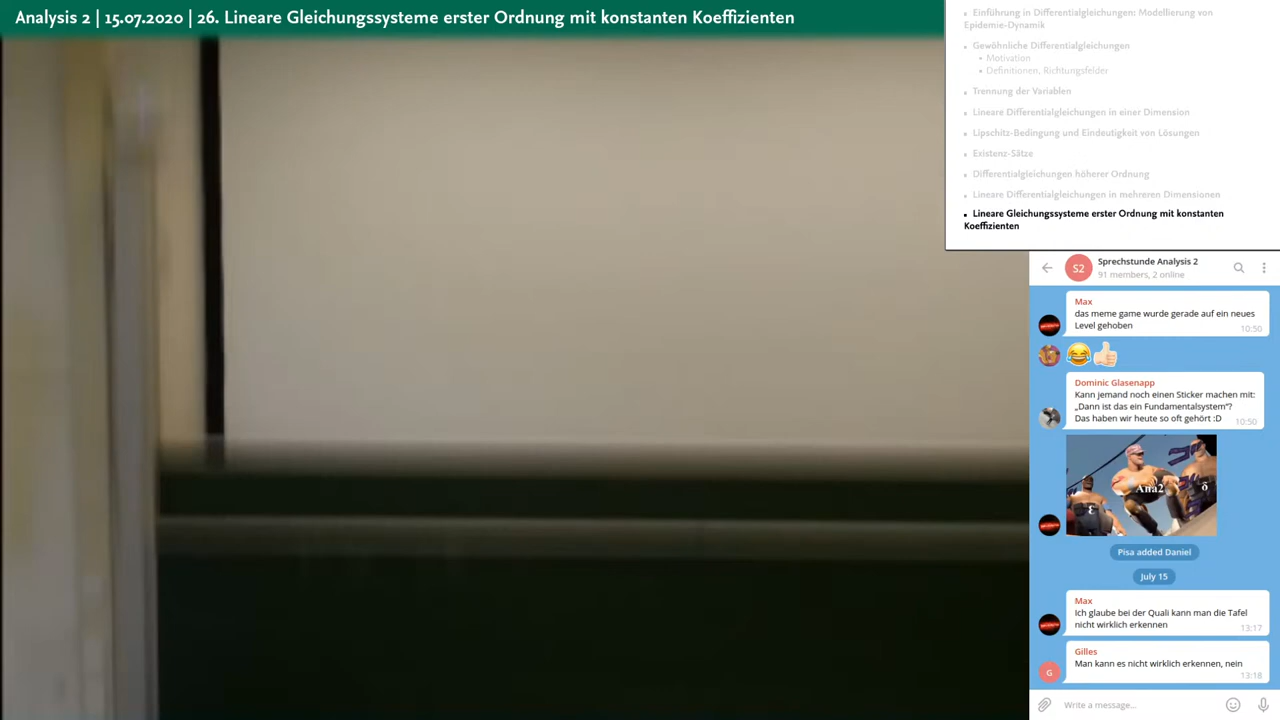 Analysis 2 | 15.07.2020 | 26. Lineare Gleichungssysteme erster Ordnung mit konstanten Koeffizienten
Einführung in Differentialgleichungen: Modellierung von
Epidemie-Dynamik
Gewöhnliche Differentialgleichungen
Motivation
Definitionen, Richtungsfelder
Trennung der Variablen
Lineare Differentialgleichungen in einer Dimension
Lipschitz-Bedingung und Eindeutigkeit von Lösungen
Existenz-Sätze
Differentialgleichungen höherer Ordnung
Lineare Differentialgleichungen in mehreren Dimensionen
Lineare Gleichungssysteme erster Ordnung mit konstanten
Koeffizienten
S2
Sprechstunde Analysis 2
91 members, 2 online
Max
das meme game wurde gerade auf ein neues
Level gehoben
10:50
Dominic Glasenapp
Kann jemand noch einen Sticker machen mit:
„Dann ist das ein Fundamentalsystem“?
Das haben wir heute so oft gehört :D
10:50
Ana2
ε
δ
Pisa added Daniel
July 15
Max
Ich glaube bei der Quali kann man die Tafel
nicht wirklich erkennen
13:17
Gilles
G
Man kann es nicht wirklich erkennen, nein
13:18
Write a message...